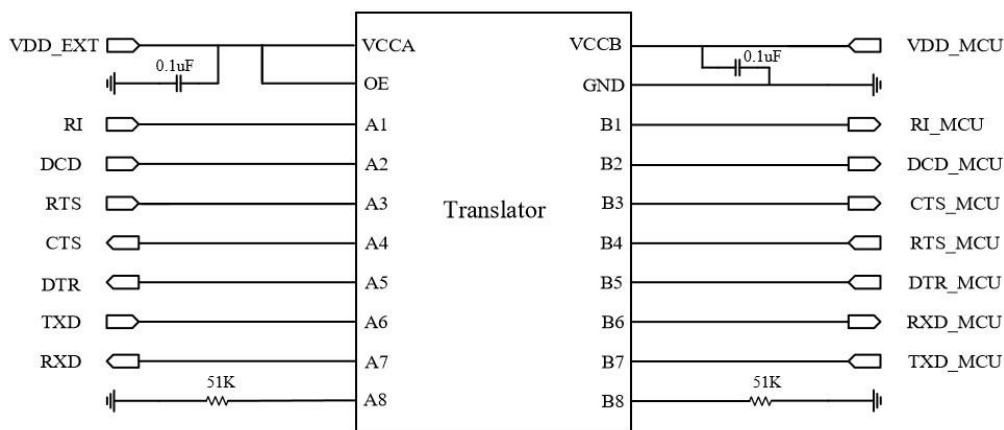 VDD_EXT VCCA VCCB VDD_MCU
0.1uF 0.1uF
OE GND
RI A1 B1 RI_MCU
DCD A2 B2 DCD_MCU
RTS A3 B3 CTS_MCU
Translator
CTS A4 B4 RTS_MCU
DTR A5 B5 DTR_MCU
TXD A6 B6 RXD_MCU
RXD A7 B7 TXD_MCU
51K 51K
A8 B8